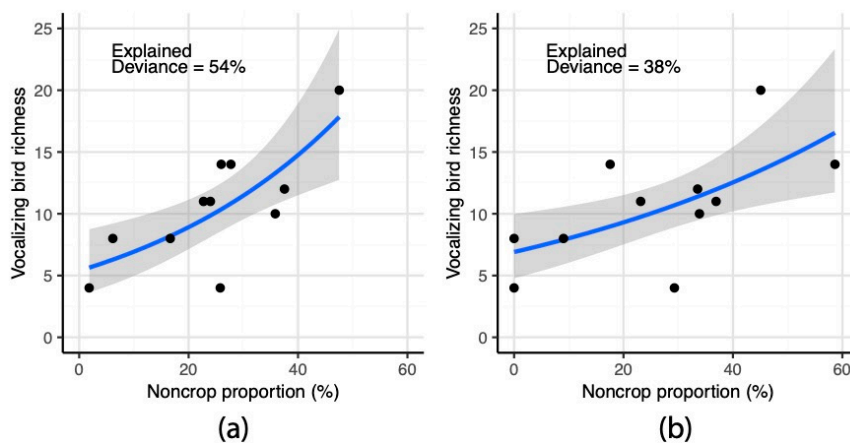 Explained
Deviance = 54%
25
20
15
10
5
0
Vocalizing bird richness
0 20 40 60
Noncrop proportion (%)
(a)
Explained
Deviance = 38%
25
20
15
10
5
0
Vocalizing bird richness
0 20 40 60
Noncrop proportion (%)
(b)